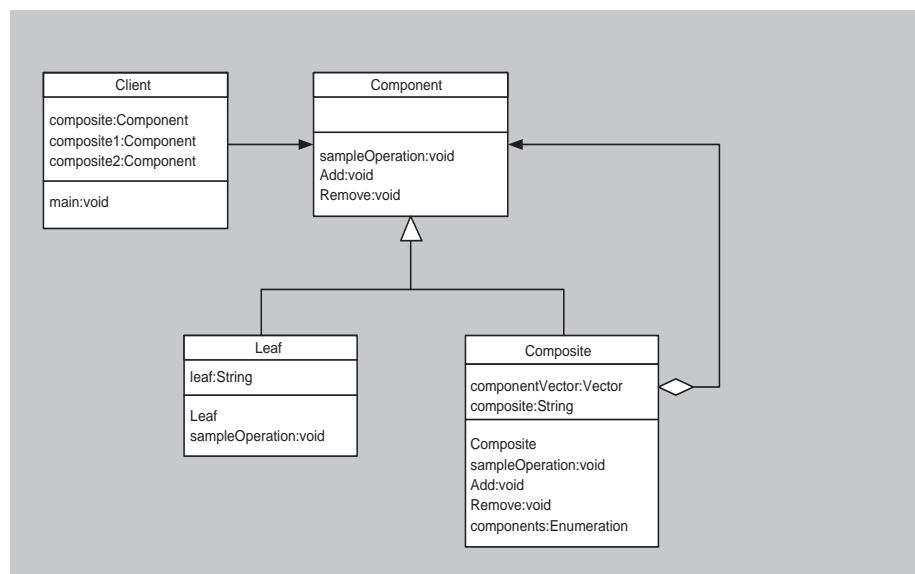 Client
composite:Component
composite1:Component
composite2:Component
main:void
Component
sampleOperation:void
Add:void
Remove:void
Leaf
leaf:String
Leaf
sampleOperation:void
Composite
componentVector:Vector
composite:String
Composite
sampleOperation:void
Add:void
Remove:void
components:Enumeration